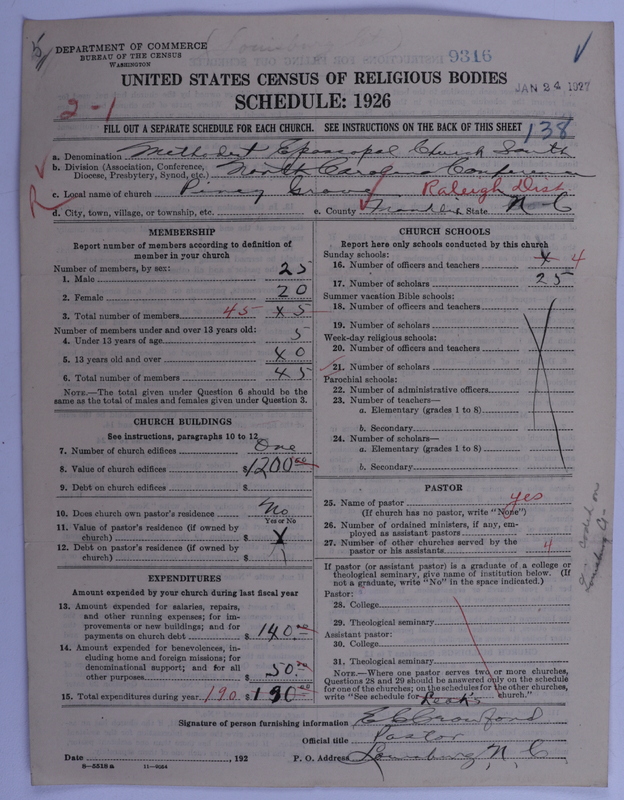 DEPARTMENT OF COMMERCE
BUREAU OF THE CENSUS
WASHINGTON
9316
UNITED STATES CENSUS OF RELIGIOUS BODIES
JAN 24 1927
SCHEDULE: 1926
2-1
FILL OUT A SEPARATE SCHEDULE FOR EACH CHURCH. SEE INSTRUCTIONS ON THE BACK OF THIS SHEET
138
a. Denomination Methodist Episcopal Church South
b. Division (Association, Conference, Diocese, Presbytery, Synod, etc.) North Carolina Conference
c. Local name of church Piney Grove Raleigh Dist
R
d. City, town, village, or township, etc. e. County Franklin State N C
MEMBERSHIP
Report number of members according to definition of
member in your church
Number of members, by sex:
1. Male 25
2. Female 20
3. Total number of members 45 45
Number of members under and over 13 years old:
4. Under 13 years of age 5
5. 13 years old and over 40
6. Total number of members 45
NOTE.—The total given under Question 6 should be
same as the total of males and females given under Question 3.
CHURCH BUILDINGS
See instructions, paragraphs 10 to 12
7. Number of church edifices One
8. Value of church edifices $1200.00
9. Debt on church edifices $
10. Does church own pastor's residence? No
Yes or No
11. Value of pastor's residence (if owned by
church) $ X
12. Debt on pastor's residence (if owned by
church) $
EXPENDITURES
Amount expended by your church during last fiscal year
13. Amount expended for salaries, repairs,
and other running expenses; for im-
provements or new buildings; and for
payments on church debt $ 140.00
14. Amount expended for benevolences, in-
cluding home and foreign missions; for
denominational support; and for all
other purposes $ 50.00
15. Total expenditures during year 190. $ 190.00
CHURCH SCHOOLS
Report here only schools conducted by this church
Sunday schools:
16. Number of officers and teachers 4
17. Number of scholars 25
Summer vacation Bible schools:
18. Number of officers and teachers
19. Number of scholars
Week-day religious schools:
20. Number of officers and teachers
21. Number of scholars
Parochial schools:
22. Number of administrative officers
23. Number of teachers—
a. Elementary (grades 1 to 8)
b. Secondary
24. Number of scholars—
a. Elementary (grades 1 to 8)
b. Secondary
PASTOR
25. Name of pastor yes
(If church has no pastor, write "None")
26. Number of ordained ministers, if any, em-
ployed as assistant pastors
27. Number of other churches served by the
pastor or his assistants 4
If pastor (or assistant pastor) is a graduate of a college or
theological seminary, give name of institution below. (If
not a graduate, write "No" in the space indicated.)
Pastor:
28. College
29. Theological seminary
Assistant pastor:
30. College
31. Theological seminary
NOTE.—Where one pastor serves two or more churches,
Questions 28 and 29 should be answered only on the schedule
for one of the churches; on the schedules for the other churches,
write "See schedule for church."
Signature of person furnishing information E C Crawford
Official title Pastor
Date , 192 P. O. Address Louisburg, N. C
8—5518 a 11—9064